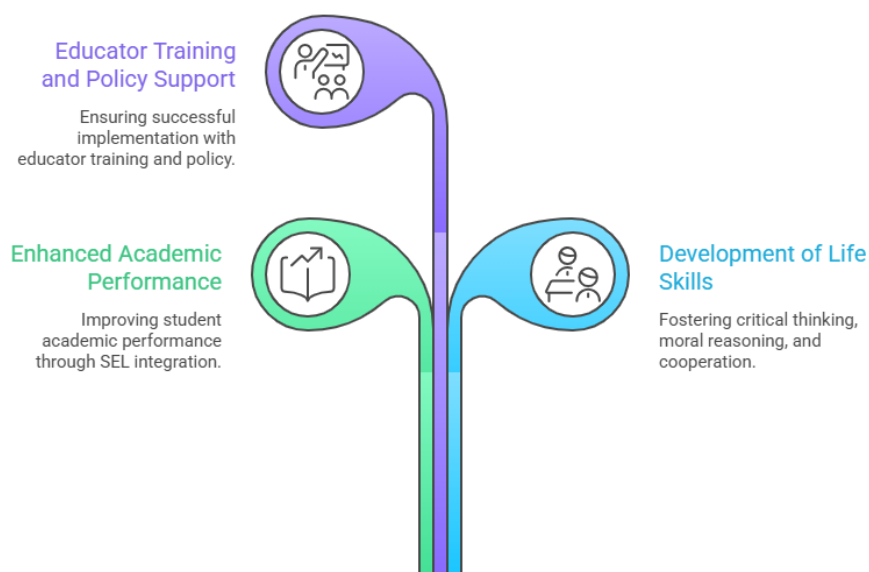 Educator Training
and Policy Support
Ensuring successful
implementation with
educator training and policy.
Enhanced Academic
Performance
Improving student
academic performance
through SEL integration.
Development of Life
Skills
Fostering critical thinking,
moral reasoning, and
cooperation.